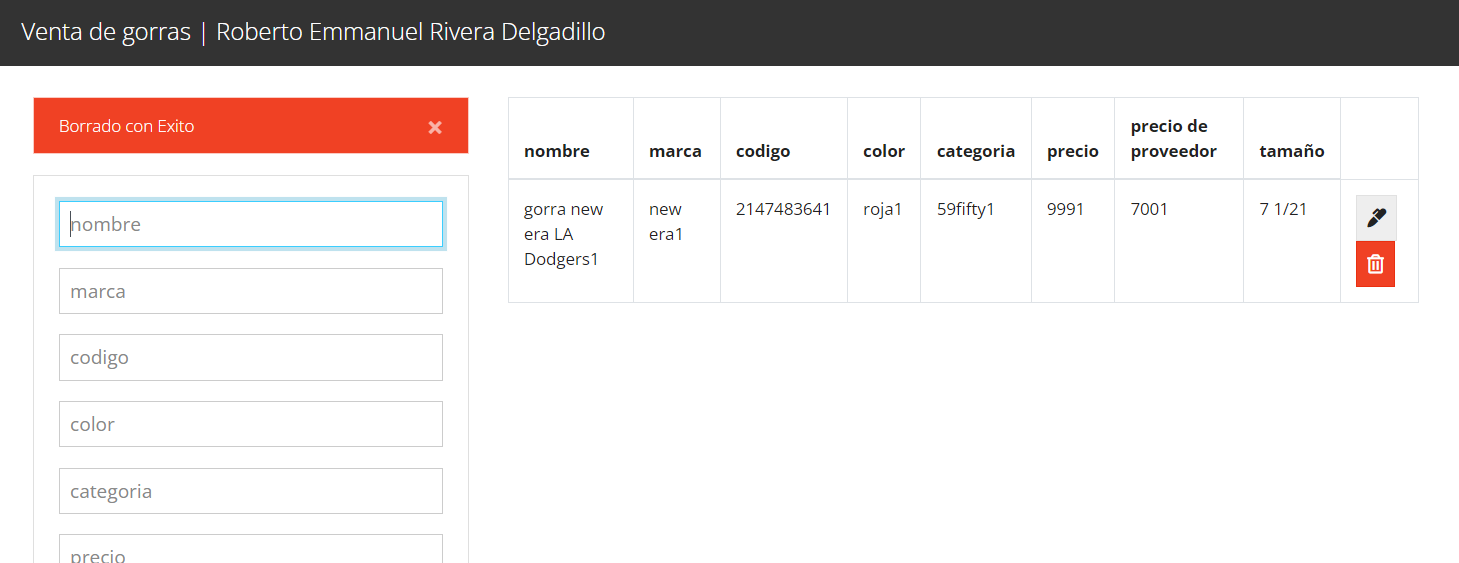 Venta de gorras | Roberto Emmanuel Rivera Delgadillo
Borrado con Exito ×
nombre
marca
codigo
color
categoria
precio
nombre marca codigo color categoria precio precio de proveedor tamaño
gorra new era LA Dodgers1 new era1 2147483641 roja1 59fifty1 9991 7001 7 1/21